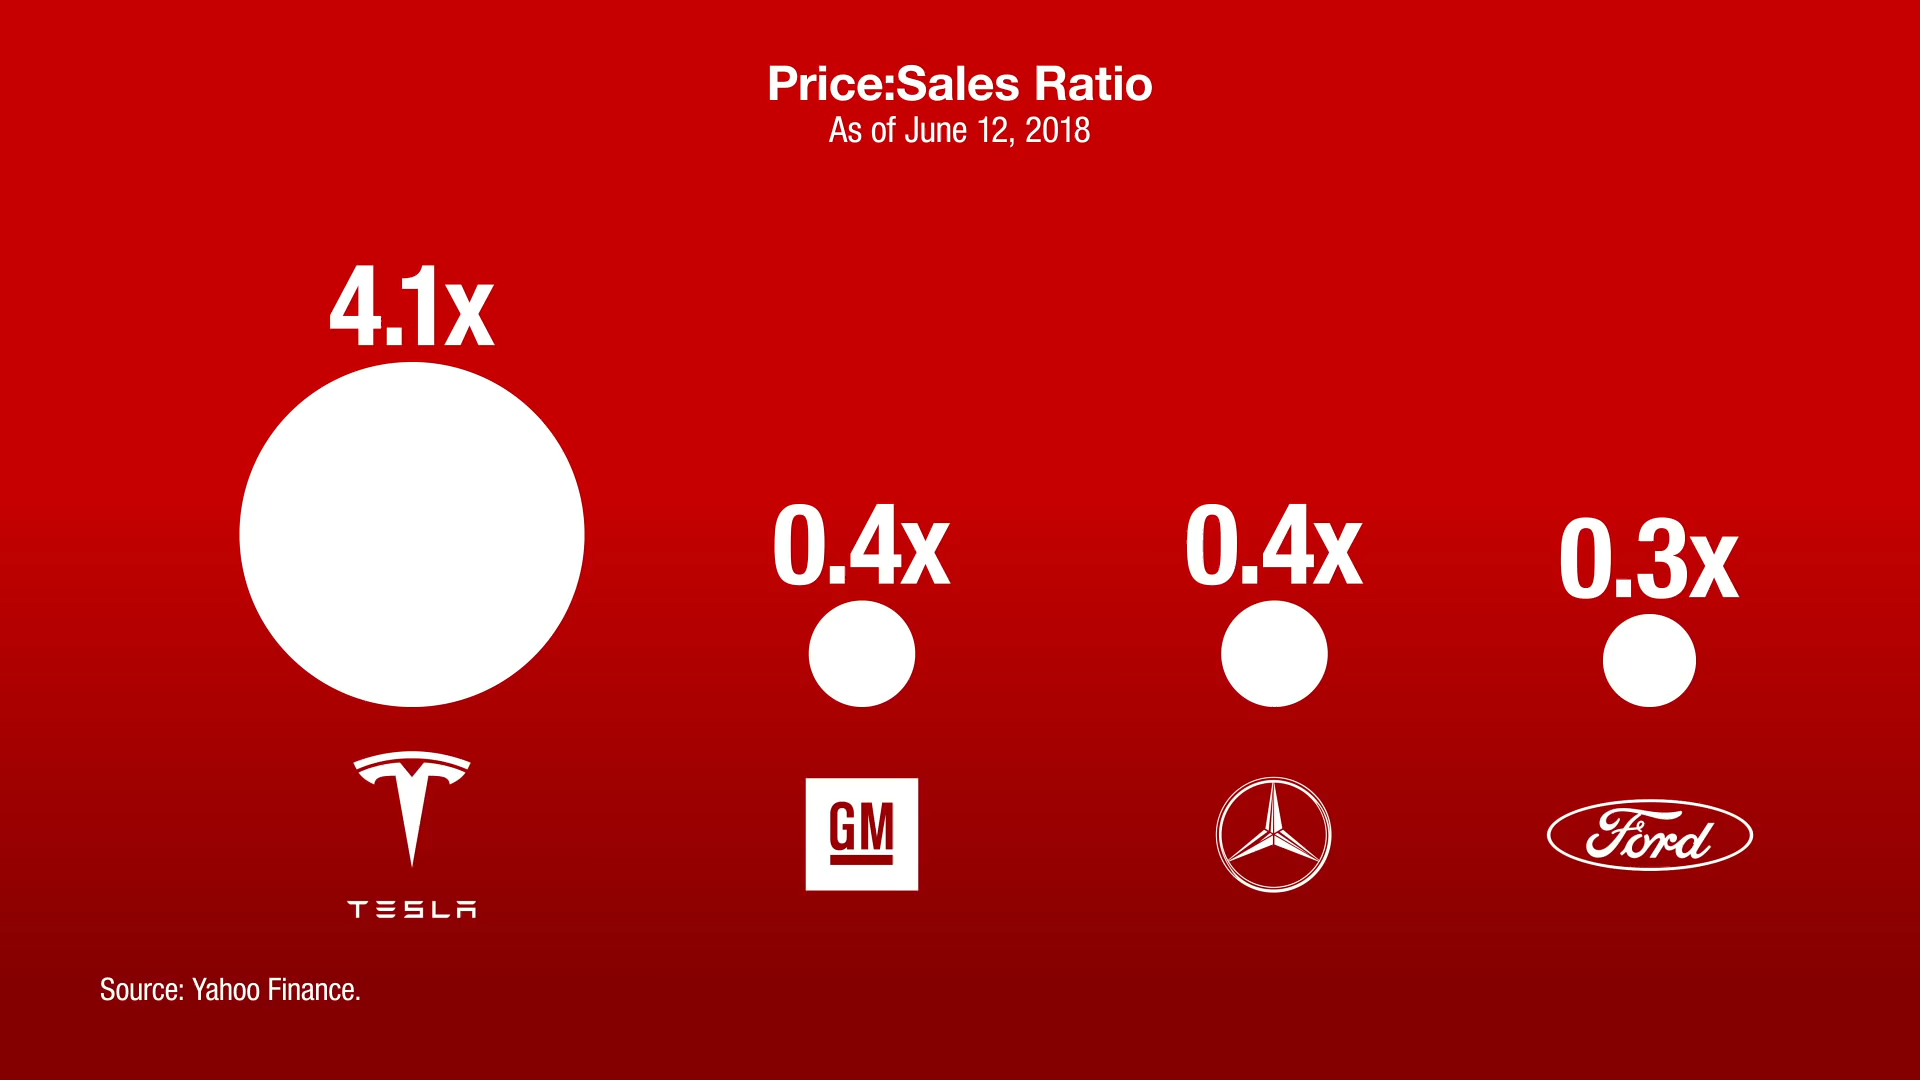 Price:Sales Ratio
As of June 12, 2018
4.1x
0.4x
0.4x
0.3x
TESLA
GM
Ford
Source: Yahoo Finance.